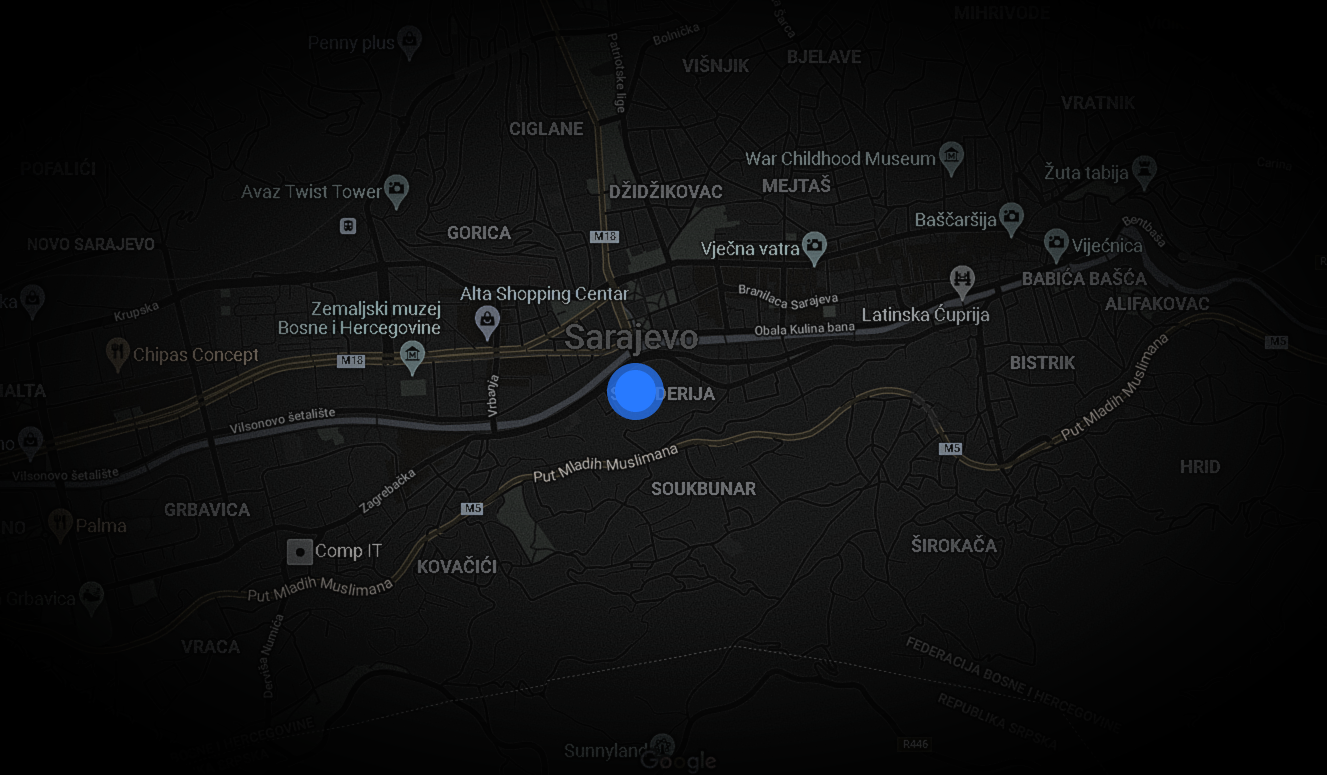 MIHRIVODE
Penny plus
Bolnička
Patriotske lige
VIŠNJIK
BJELAVE
VRATNIK
CIGLANE
POFALIĆI
War Childhood Museum
Žuta tabija
Carina
Avaz Twist Tower
DŽIDŽIKOVAC
MEJTAŠ
Baščaršija
NOVO SARAJEVO
GORICA
M18
Vječna vatra
Vijećnica
Bentbaša
BABIĆA BAŠĆA
Alta Shopping Centar
Branilaca Sarajeva
ALIFAKOVAC
Krupska
Zemaljski muzej
Bosne i Hercegovine
Latinska Ćuprija
Sarajevo
Obala Kulina bana
M5
Chipas Concept
M18
BISTRIK
Vrbanja
DERIJA
Put Mladih Muslimana
Vilsonovo šetalište
M5
Put Mladih Muslimana
HRID
Vilsonovo šetalište
Zagrebačka
SOUKBUNAR
GRBAVICA
M5
Palma
ŠIROKAČA
Comp IT
KOVAČIĆI
Put Mladih Muslimana
Grbavica
VRACA
Derviša Numića
FEDERACIJA BOSNE I HERCEGOVINE
REPUBLIKA SRPSKA
R446
Sunnyland
Google